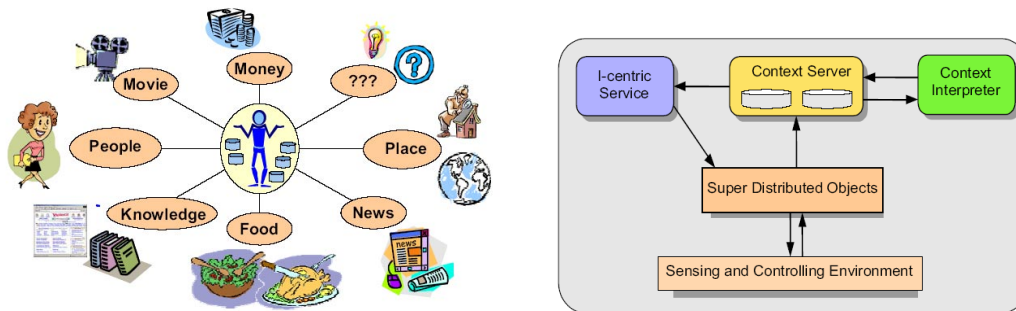 Money
???
Movie
People
Place
Knowledge
Food
News
NEWS
I-centric
Service
Context Server
Context
Interpreter
Super Distributed Objects
Sensing and Controlling Environment